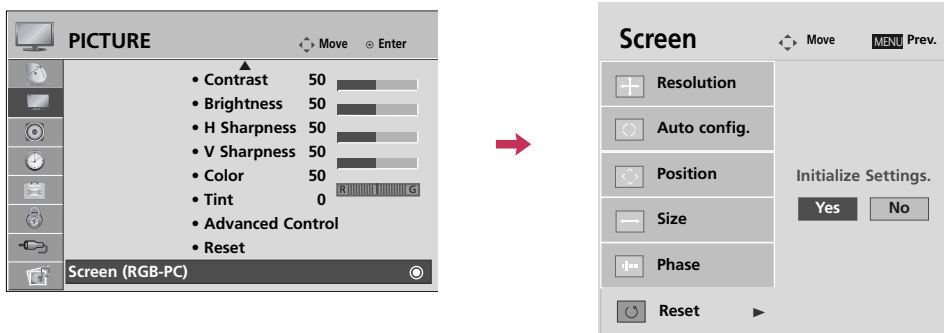 PICTURE
Move
Enter
• Contrast 50
• Brightness 50
• H Sharpness 50
• V Sharpness 50
• Color 50
• Tint 0
R G
• Advanced Control
• Reset
Screen (RGB-PC)
Screen
Move
MENU Prev.
Resolution
Auto config.
Position
Size
Phase
Reset
Initialize Settings.
Yes No